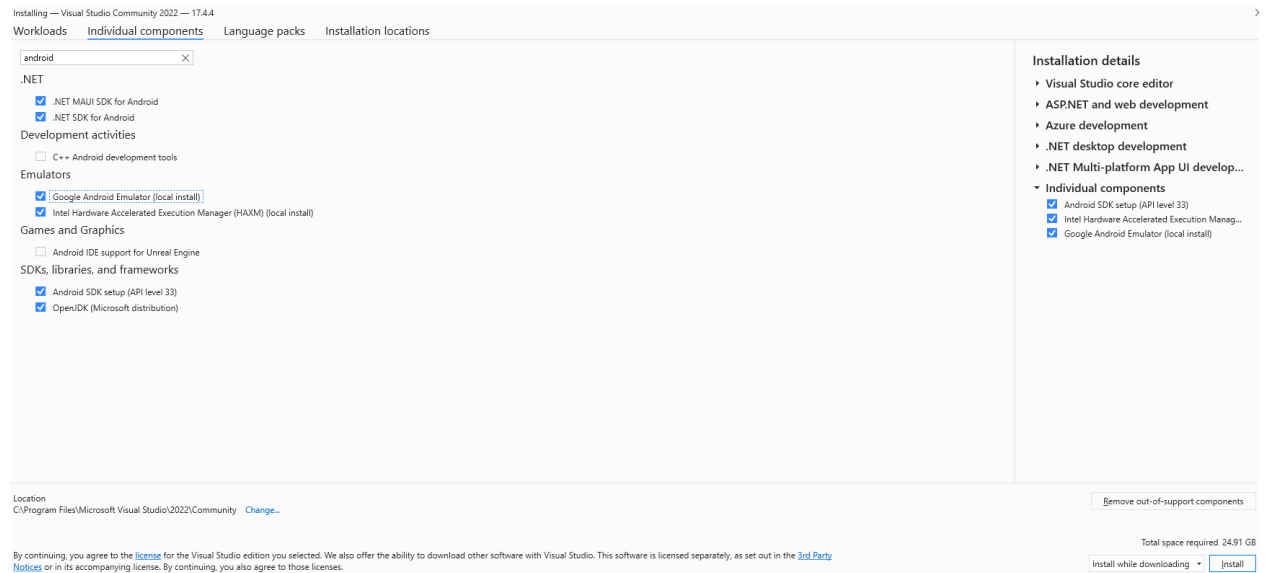 Installing — Visual Studio Community 2022 — 17.4.4
Workloads Individual components Language packs Installation locations
android
.NET
.NET MAUI SDK for Android
.NET SDK for Android
Development activities
C++ Android development tools
Emulators
Google Android Emulator (local install)
Intel Hardware Accelerated Execution Manager (HAXM) (local install)
Games and Graphics
Android IDE support for Unreal Engine
SDKs, libraries, and frameworks
Android SDK setup (API level 33)
OpenJDK (Microsoft distribution)
Installation details
Visual Studio core editor
ASP.NET and web development
Azure development
.NET desktop development
.NET Multi-platform App UI develop...
Individual components
Android SDK setup (API level 33)
Intel Hardware Accelerated Execution Manag...
Google Android Emulator (local install)
Location
C:\Program Files\Microsoft Visual Studio\2022\Community Change...
Remove out-of-support components
Total space required 24.91 GB
By continuing, you agree to the license for the Visual Studio edition you selected. We also offer the ability to download other software with Visual Studio. This software is licensed separately, as set out in the 3rd Party
Notices or in its accompanying license. By continuing, you also agree to those licenses.
Install while downloading Install